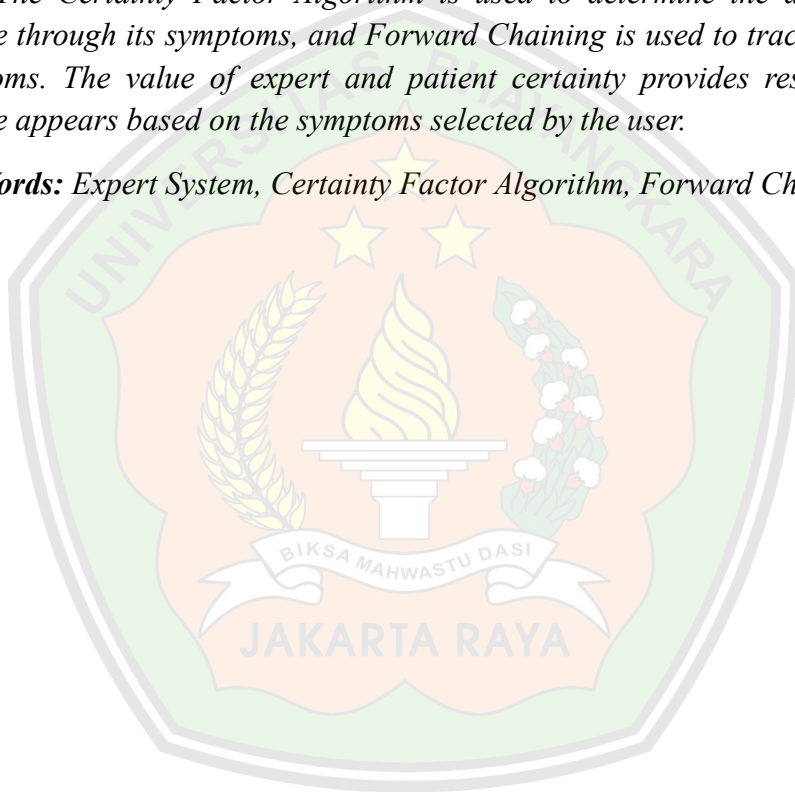 The Certainty Factor Algorithm is used to determine the
e through its symptoms, and Forward Chaining is used to trac
oms. The value of expert and patient certainty provides res
e appears based on the symptoms selected by the user.
ords: Expert System, Certainty Factor Algorithm, Forward Ch
UNIVERSITAS BHAYANGKARA
BIKSA MAHWASTU DASI
JAKARTA RAYA